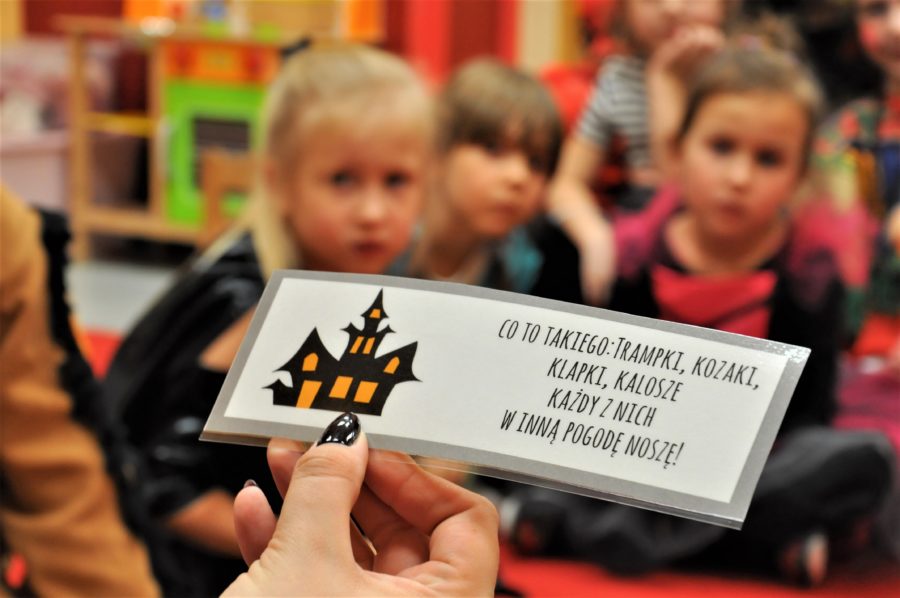 CO TO TAKIEGO: TRAMPKI, KOZAKI,
KLAPKI, KALOSZE
KAŻDY Z NICH
W INNĄ POGODĘ NOSZĘ!